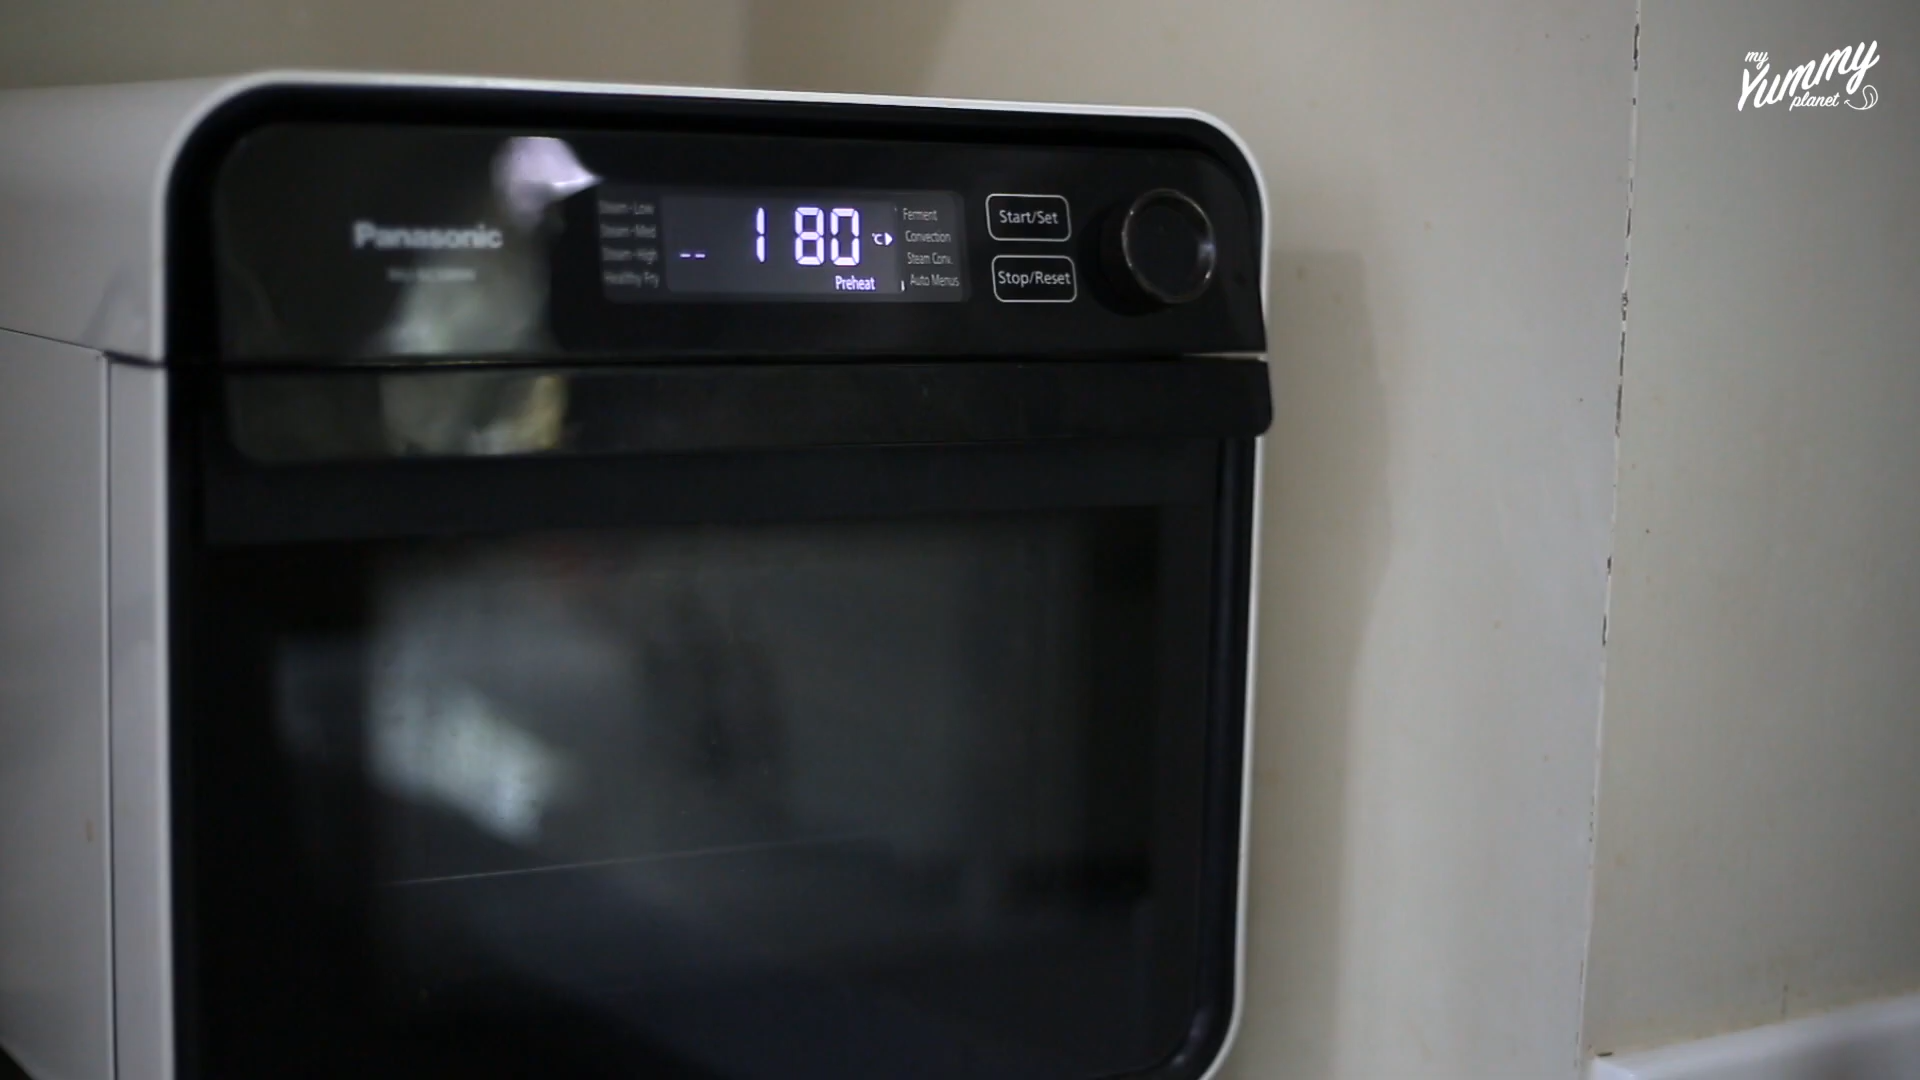 my
Yummy
planet
Panasonic
Steam-Low
Steam-Med
Steam-High
Healthy Fry
-- 180 °C
Preheat
Ferment
Convection
Steam Conv.
Auto Menus
Start/Set
Stop/Reset